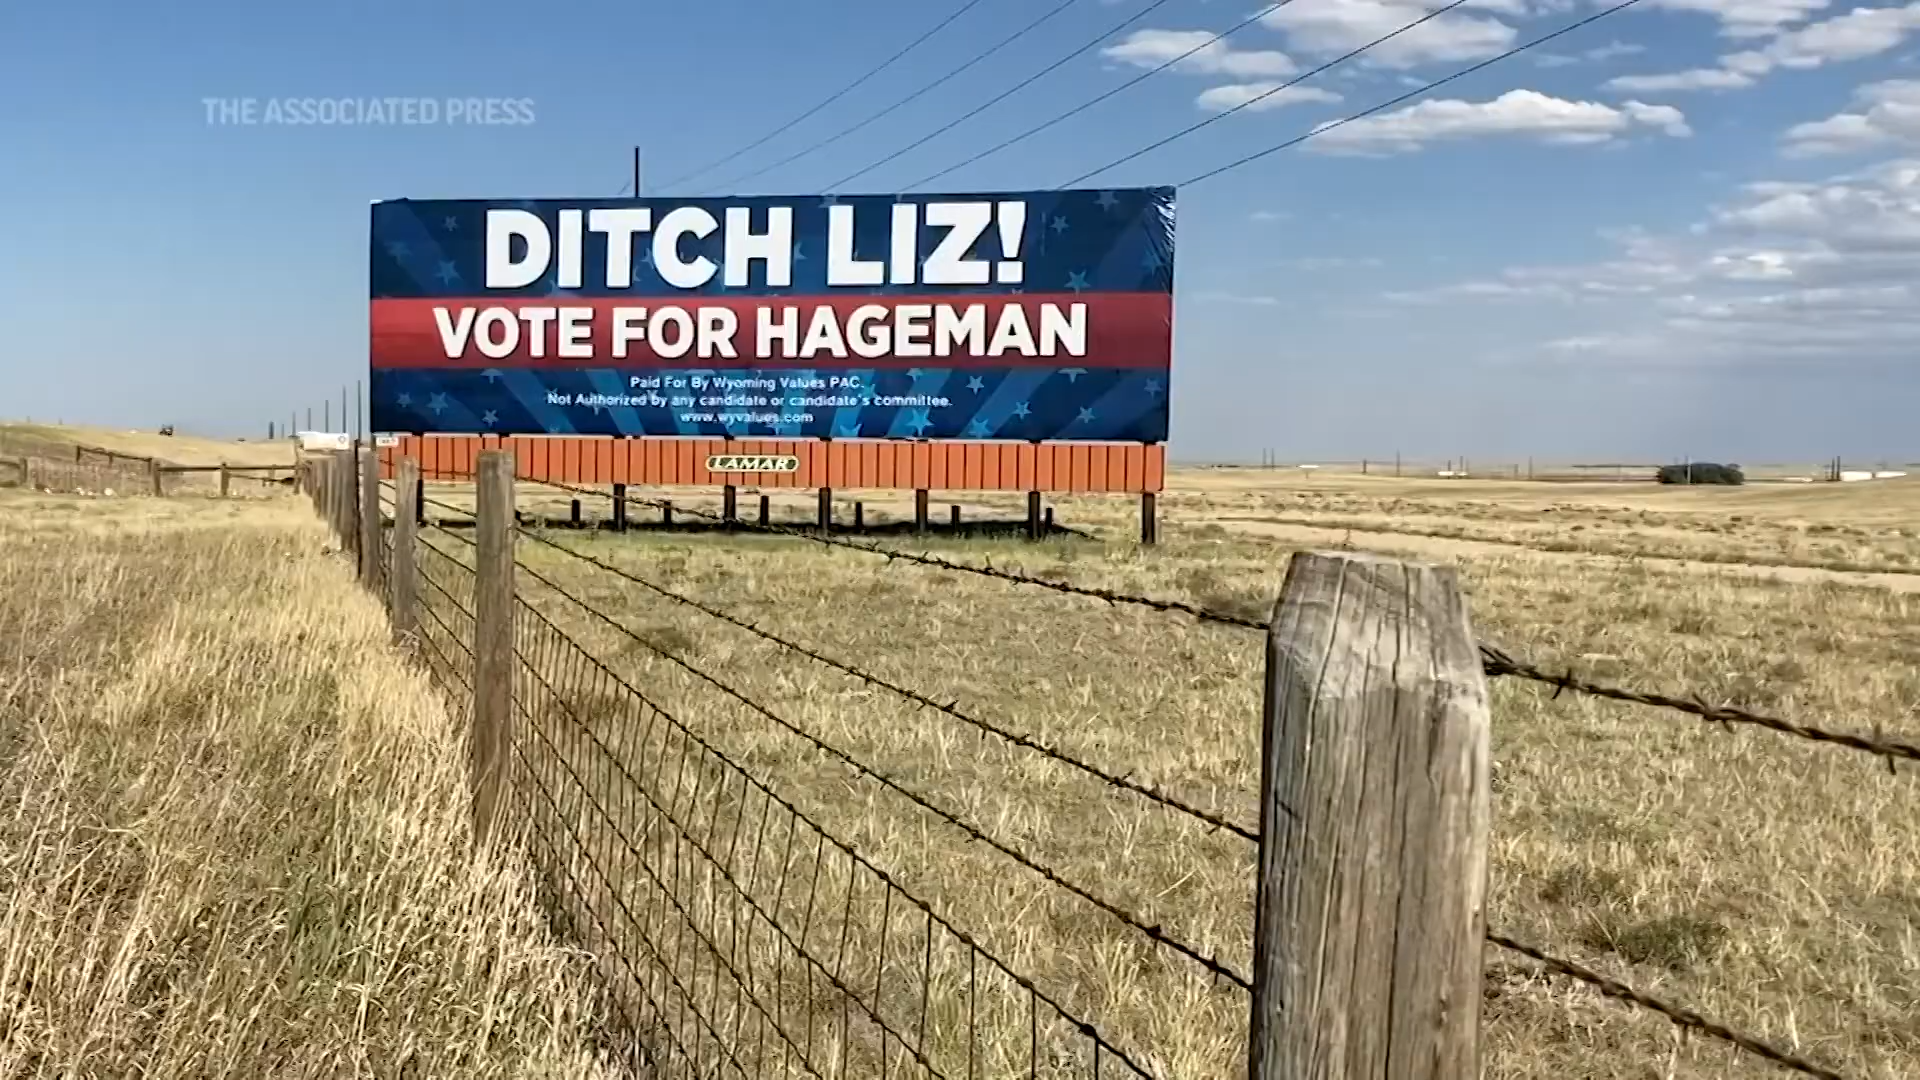 THE ASSOCIATED PRESS
DITCH LIZ!
VOTE FOR HAGEMAN
Paid For By Wyoming Values PAC.
Not Authorized by any candidate or candidate's committee.
www.wyvalues.com
LAMAR